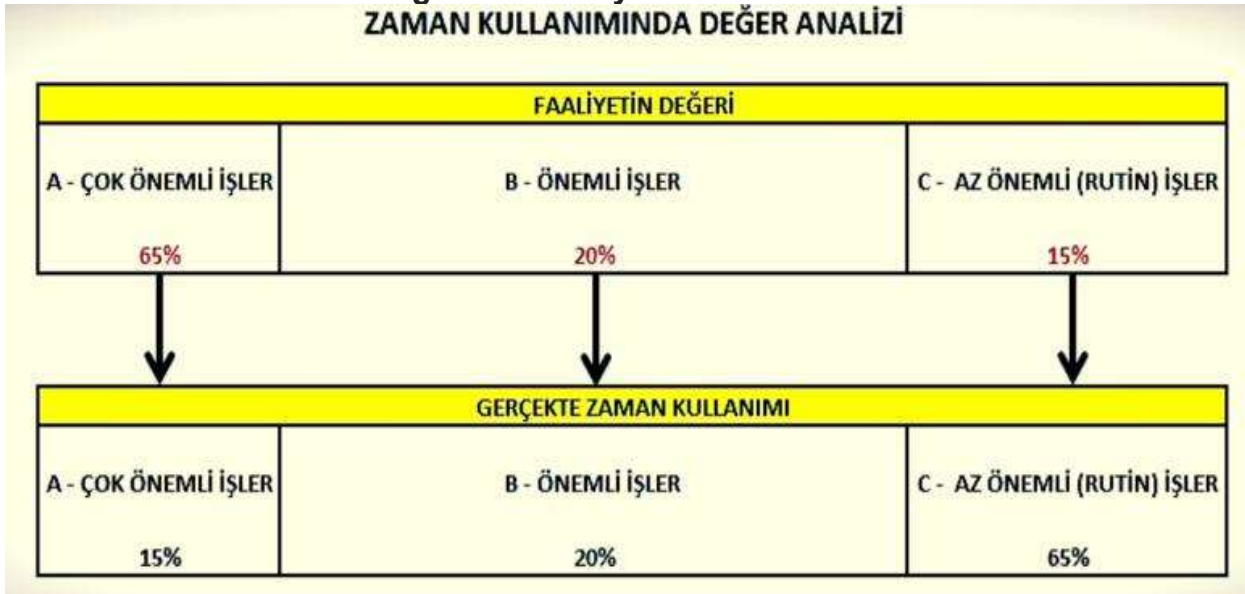 ZAMAN KULLANIMINDA DEĞER ANALİZİ
FAALİYETİN DEĞERİ
A - ÇOK ÖNEMLİ İŞLER
B - ÖNEMLİ İŞLER
C - AZ ÖNEMLİ (RUTİN) İŞLER
65%
20%
15%
GERÇEKTE ZAMAN KULLANIMI
A - ÇOK ÖNEMLİ İŞLER
B - ÖNEMLİ İŞLER
C - AZ ÖNEMLİ (RUTİN) İŞLER
15%
20%
65%